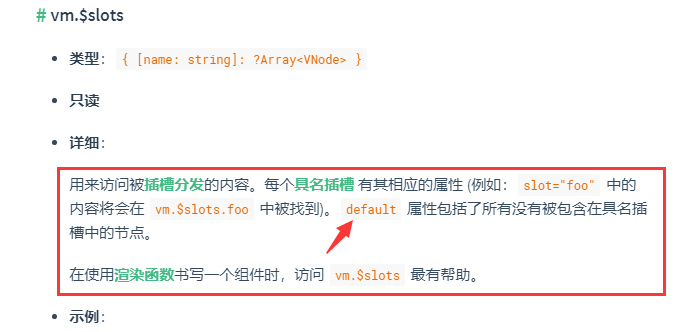 # vm.$slots
类型： { [name: string]: ?Array<VNode> }
只读
详细：
用来访问被插槽分发的内容。每个具名插槽 有其相应的属性 (例如： slot="foo" 中的
内容将会在 vm.$slots.foo 中被找到)。 default 属性包括了所有没有被包含在具名插
槽中的节点。
在使用渲染函数书写一个组件时，访问 vm.$slots 最有帮助。
示例：